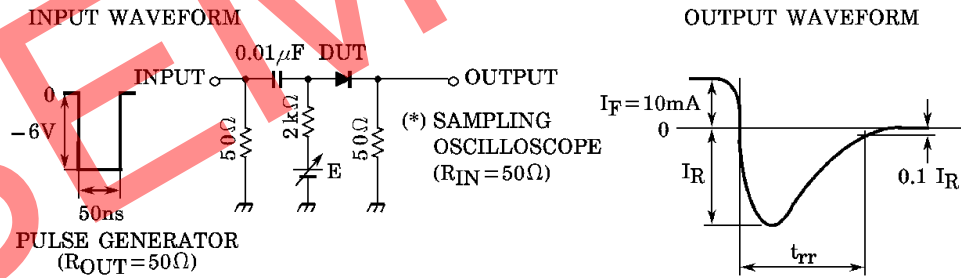 INPUT WAVEFORM
OUTPUT WAVEFORM
0.01μF DUT
INPUT
OUTPUT
0
−6V
50ns
50Ω
2kΩ
E
50Ω
(*) SAMPLING
OSCILLOSCOPE
(RIN=50Ω)
PULSE GENERATOR
(ROUT=50Ω)
IF=10mA
0
IR
0.1 IR
trr